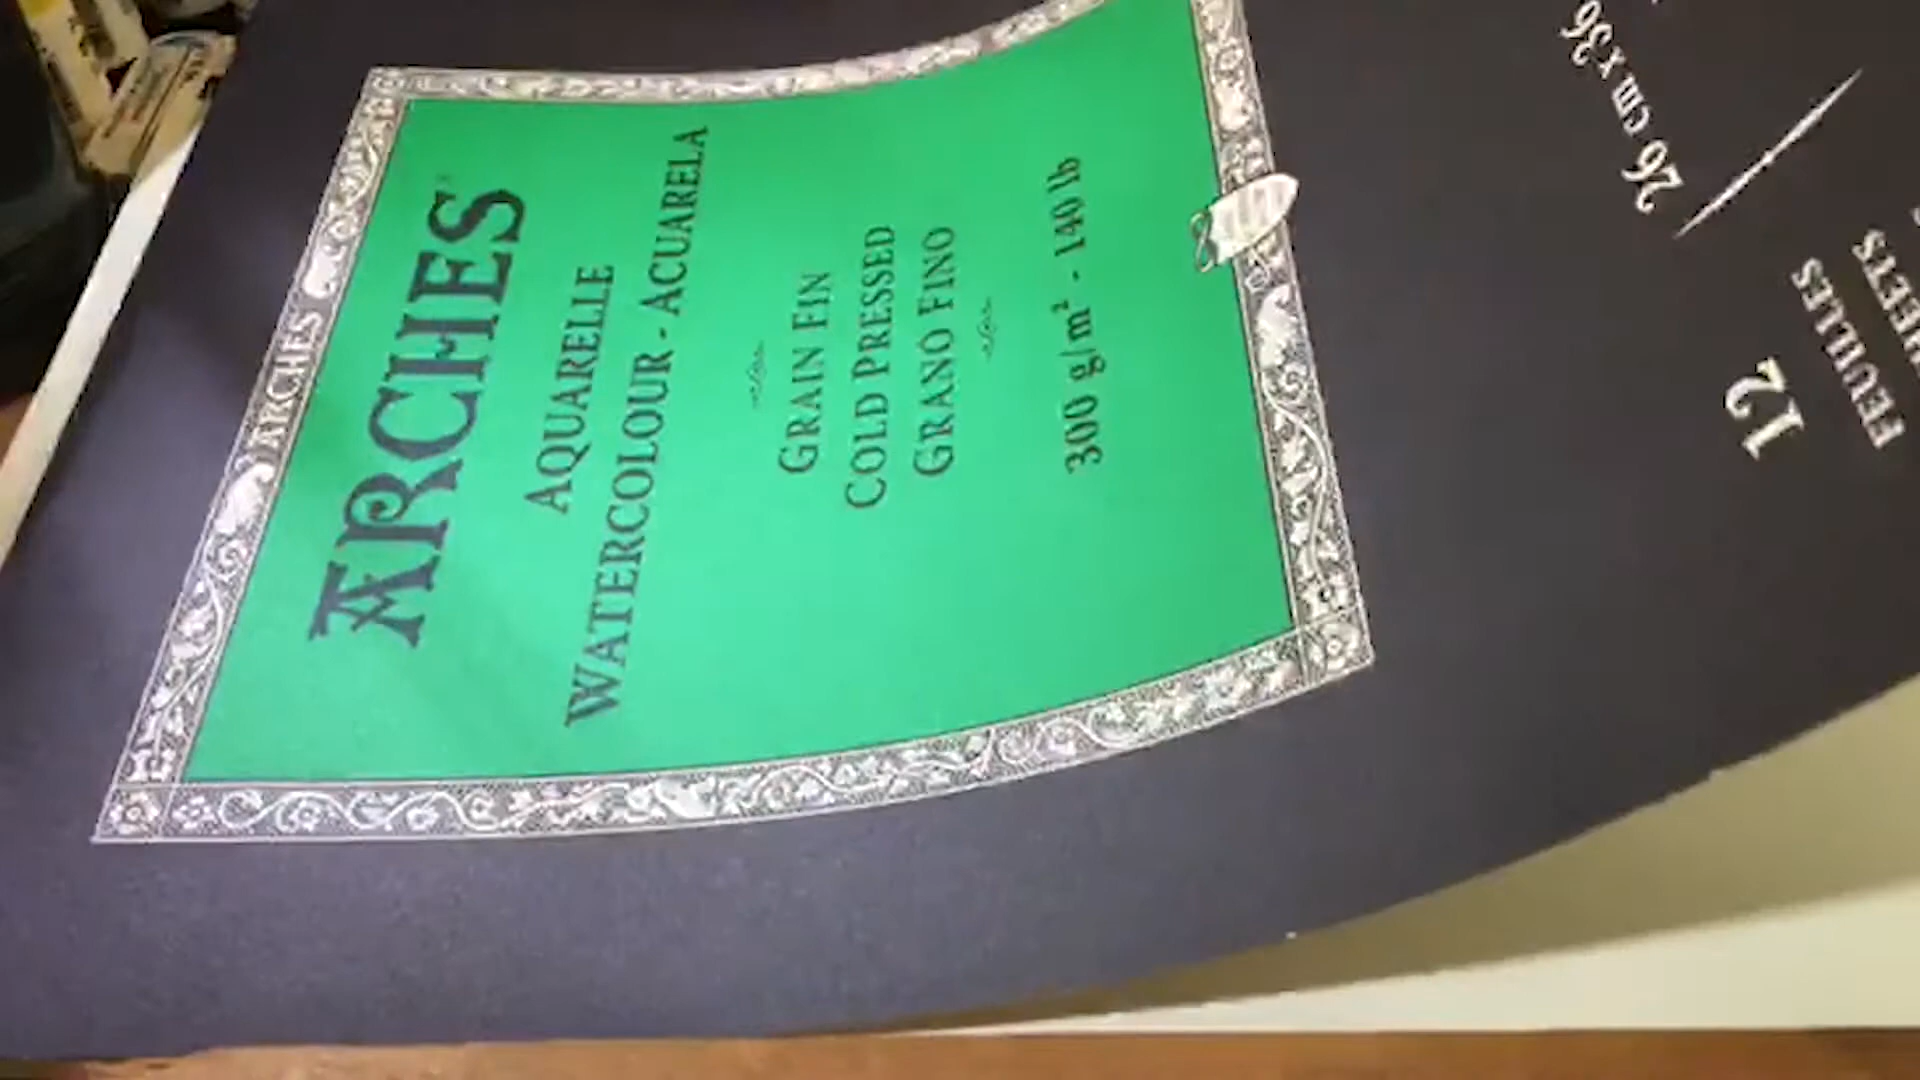 ARCHES
ARCHES
AQUARELLE
WATERCOLOUR - ACUARELA
GRAIN FIN
COLD PRESSED
GRANO FINO
300 g/m² - 140 lb
26 cm x 36
12
FEUILLES